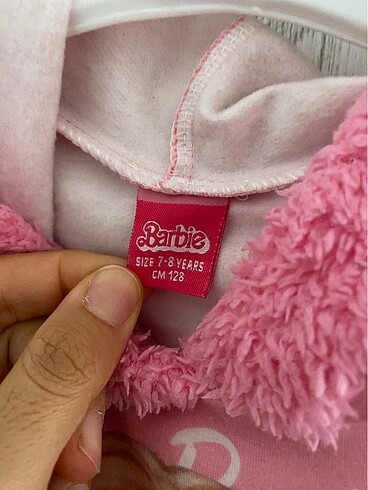 Barbie
SIZE 7-8 YEARS
CM 128